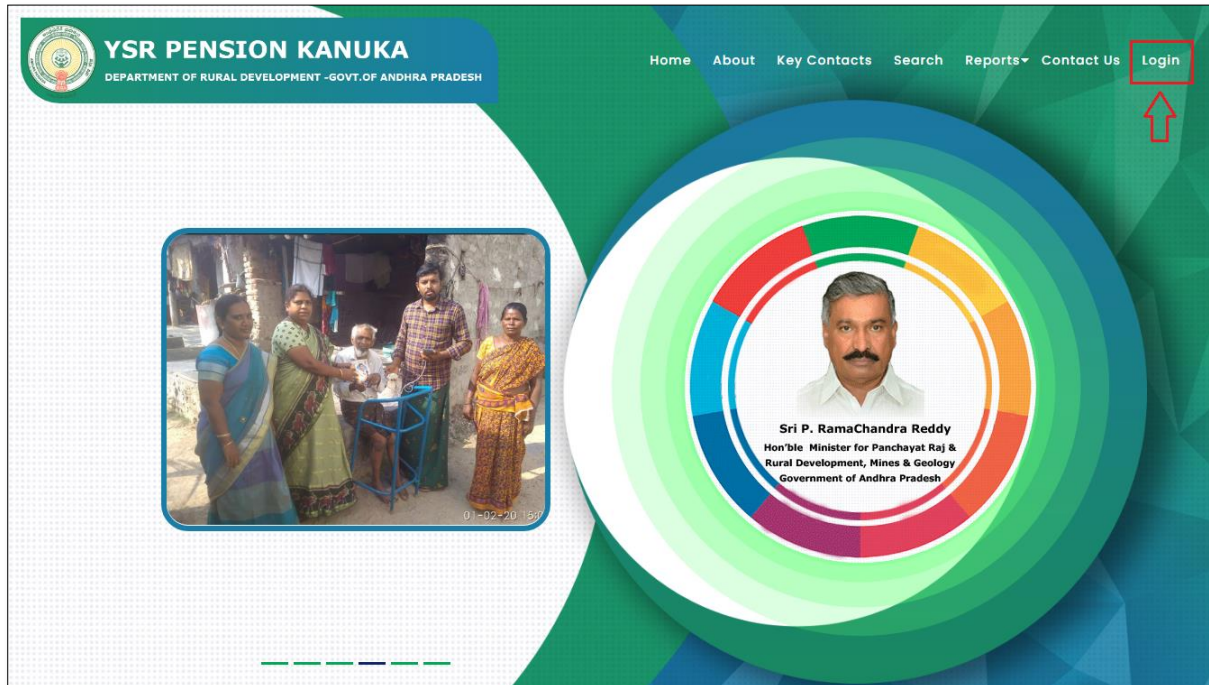 YSR PENSION KANUKA
DEPARTMENT OF RURAL DEVELOPMENT -GOVT.OF ANDHRA PRADESH
Home About Key Contacts Search Reports Contact Us Login
Sri P. RamaChandra Reddy
Hon'ble Minister for Panchayat Raj &
Rural Development, Mines & Geology
Government of Andhra Pradesh
01-02-20